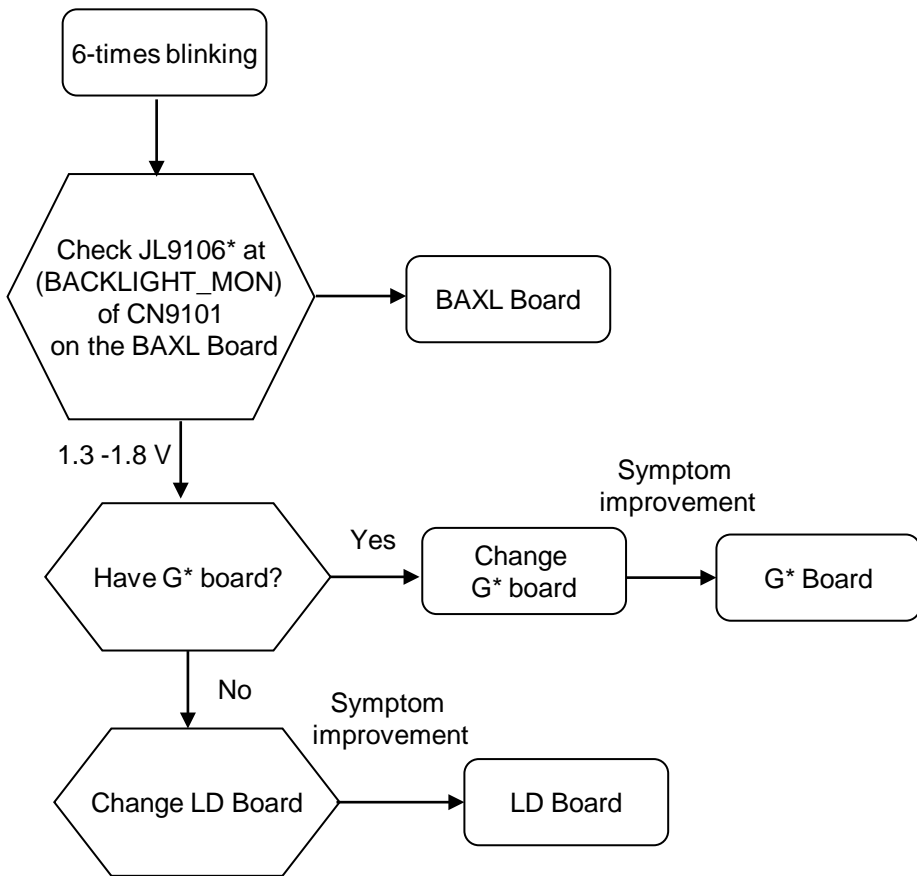 6-times blinking
Check JL9106* at
(BACKLIGHT_MON)
of CN9101
on the BAXL Board
BAXL Board
1.3 -1.8 V
Have G* board?
Yes
Change
G* board
Symptom
improvement
G* Board
No
Change LD Board
Symptom
improvement
LD Board